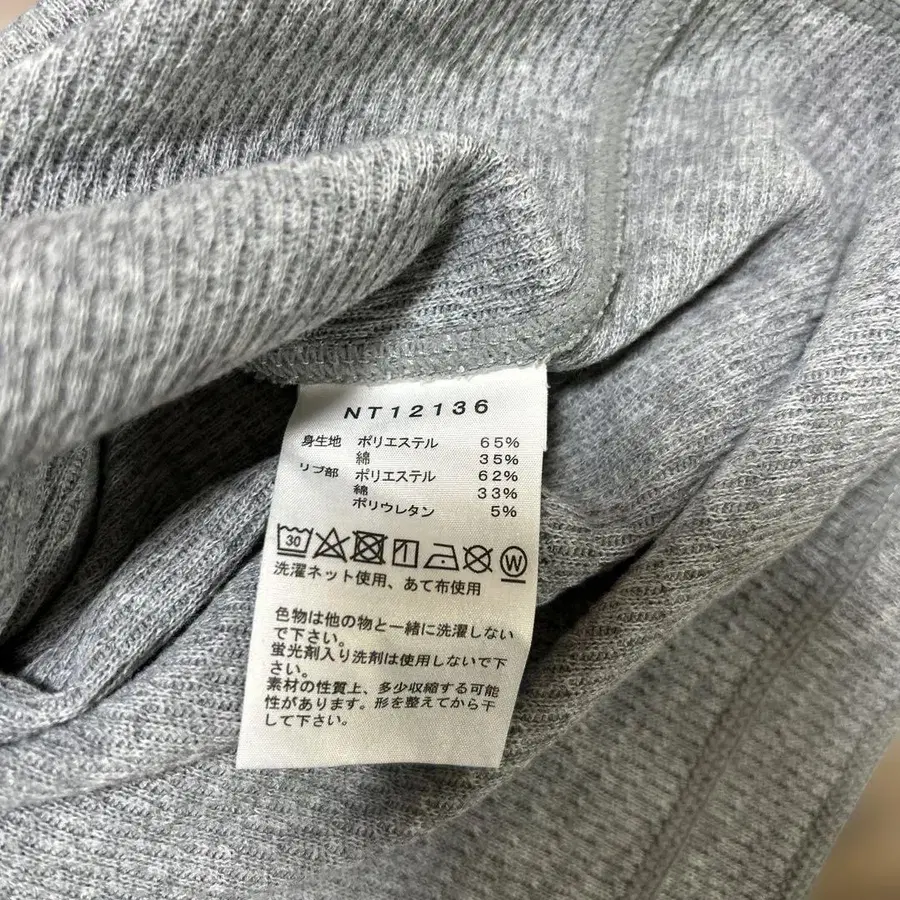 NT12136
身生地 ポリエステル 65%
綿 35%
リブ部 ポリエステル 62%
綿 33%
ポリウレタン 5%
30 W
洗濯ネット使用、あて布使用
色物は他の物と一緒に洗濯しない
で下さい。
蛍光剤入り洗剤は使用しないで下
さい。
素材の性質上、多少収縮する可能
性があります。形を整えてから干
して下さい。